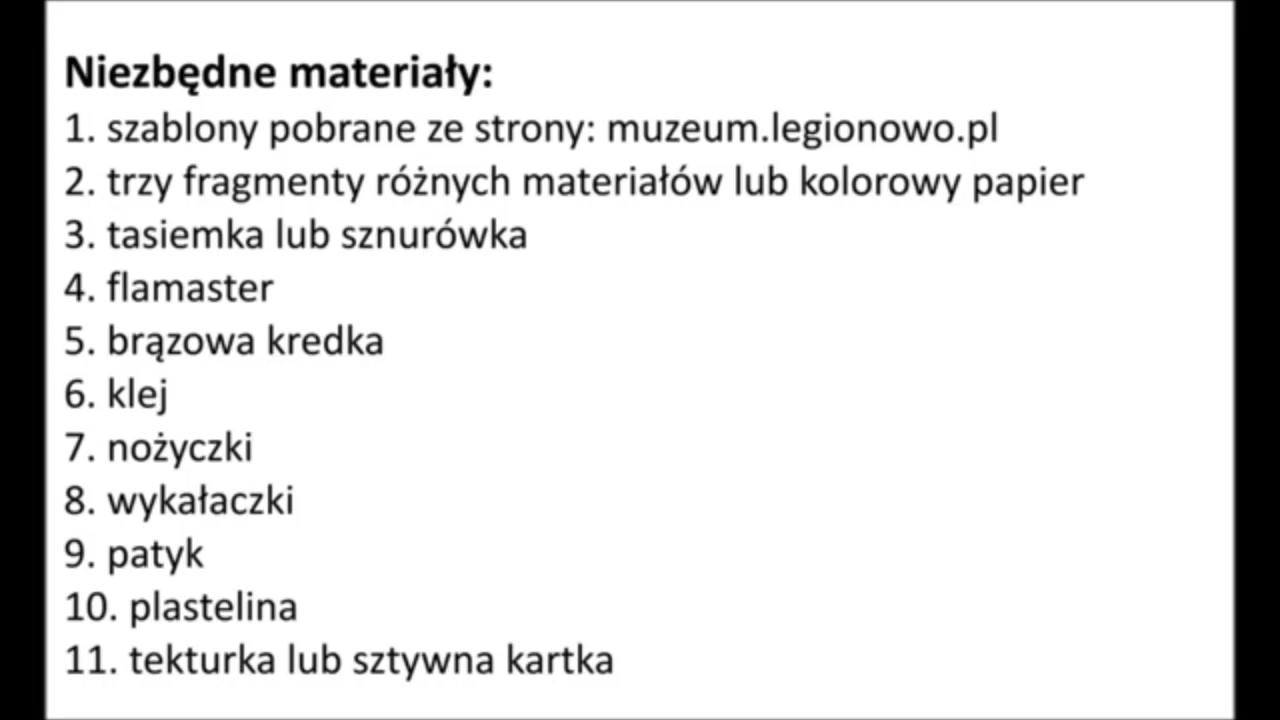 Niezbędne materiały:
1. szablony pobrane ze strony: muzeum.legionowo.pl
2. trzy fragmenty różnych materiałów lub kolorowy papier
3. tasiemka lub sznurówka
4. flamaster
5. brązowa kredka
6. klej
7. nożyczki
8. wykałaczki
9. patyk
10. plastelina
11. tekturka lub sztywna kartka